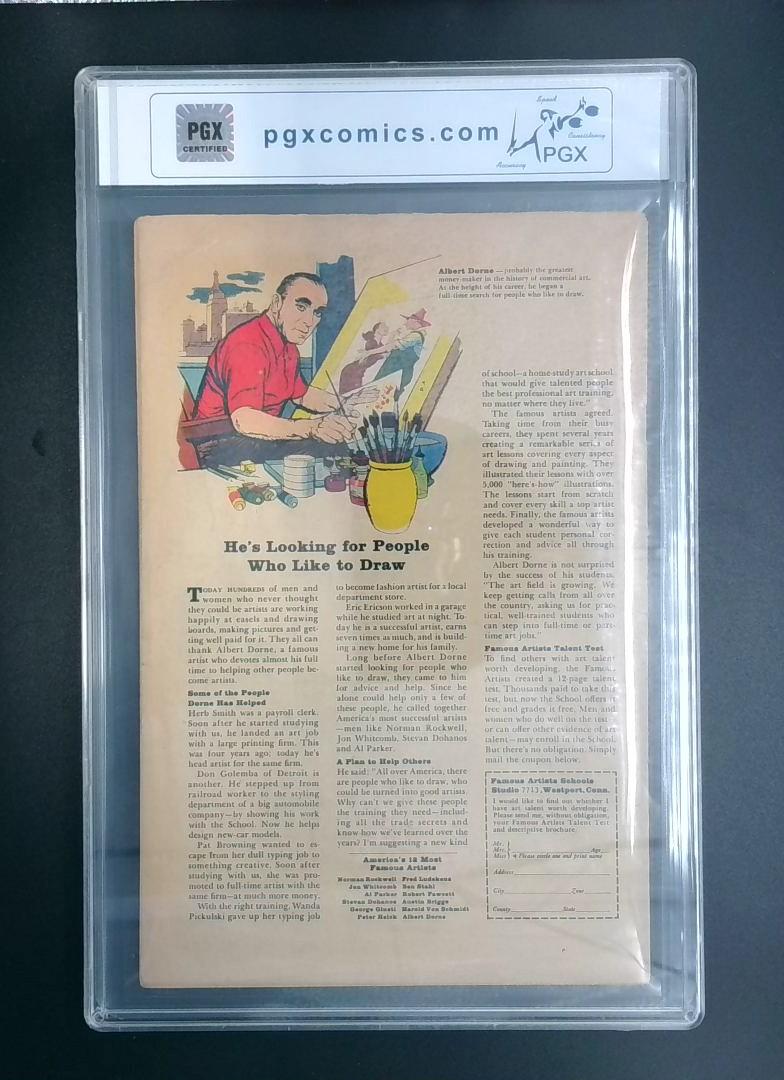 PGX
CERTIFIED
pgxcomics.com
Speed
Consistency
Accuracy
PGX
Albert Dorne — probably the greatest
money-maker in the history of commercial art.
At the height of his career, he began a
full-time search for people who like to draw.
He's Looking for People
Who Like to Draw
TODAY HUNDREDS of men and
women who never thought
they could be artists are working
happily at easels and drawing
boards, making pictures and get-
ting well paid for it. They all can
thank Albert Dorne, a famous
artist who devotes almost his full
time to helping other people be-
come artists.
Some of the People
Dorne Has Helped
Herb Smith was a payroll clerk.
Soon after he started studying
with us, he landed an art job
with a large printing firm. This
was four years ago; today he's
head artist for the same firm.
Don Golemba of Detroit is
another. He stepped up from
railroad worker to the styling
department of a big automobile
company—by showing his work
with the School. Now he helps
design new-car models.
Pat Browning wanted to es-
cape from her dull typing job to
something creative. Soon after
studying with us, she was pro-
moted to full-time artist with the
same firm—at much more money.
With the right training, Wanda
Pickulski gave up her typing job
to become fashion artist for a local
department store.
Eric Ericson worked in a garage
while he studied art at night. To-
day he is a successful artist, earns
seven times as much, and is build-
ing a new home for his family.
Long before Albert Dorne
started looking for people who
like to draw, they came to him
for advice and help. Since he
alone could help only a few of
these people, he called together
America's most successful artists
—men like Norman Rockwell,
Jon Whitcomb, Stevan Dohanos
and Al Parker.
A Plan to Help Others
He said: "All over America, there
are people who like to draw, who
could be turned into good artists.
Why can't we give these people
the training they need—includ-
ing all the trade secrets and
know-how we've learned over the
years? I'm suggesting a new kind
America's 12 Most
Famous Artists
Norman Rockwell Fred Ludekens
Jon Whitcomb Ben Stahl
Al Parker Robert Fawcett
Stevan Dohanos Austin Briggs
George Giusti Harold Von Schmidt
Peter Helck Albert Dorne
of school—a home-study art school
that would give talented people
the best professional art training,
no matter where they live."
The famous artists agreed.
Taking time from their busy
careers, they spent several years
creating a remarkable series of
art lessons covering every aspect
of drawing and painting. They
illustrated their lessons with over
5,000 "here's-how" illustrations.
The lessons start from scratch
and cover every skill a top artist
needs. Finally, the famous artists
developed a wonderful way to
give each student personal cor-
rection and advice all through
his training.
Albert Dorne is not surprised
by the success of his students.
"The art field is growing. We
keep getting calls from all over
the country, asking us for prac-
tical, well-trained students who
can step into full-time or part-
time art jobs."
Famous Artists Talent Test
To find others with art talent
worth developing, the Famous
Artists created a 12-page talent
test. Thousands paid to take this
test, but now the School offers it
free and grades it free. Men and
women who do well on the test
or can offer other evidence of art
talent—may enroll in the School.
But there's no obligation. Simply
mail the coupon below.
Famous Artists Schools
Studio 7713, Westport, Conn.
I would like to find out whether I
have art talent worth developing.
Please send me, without obligation,
your Famous Artists Talent Test
and descriptive brochure.
Mr.
Mrs. Age
Miss Please circle one and print name
Address
City Zone
County State